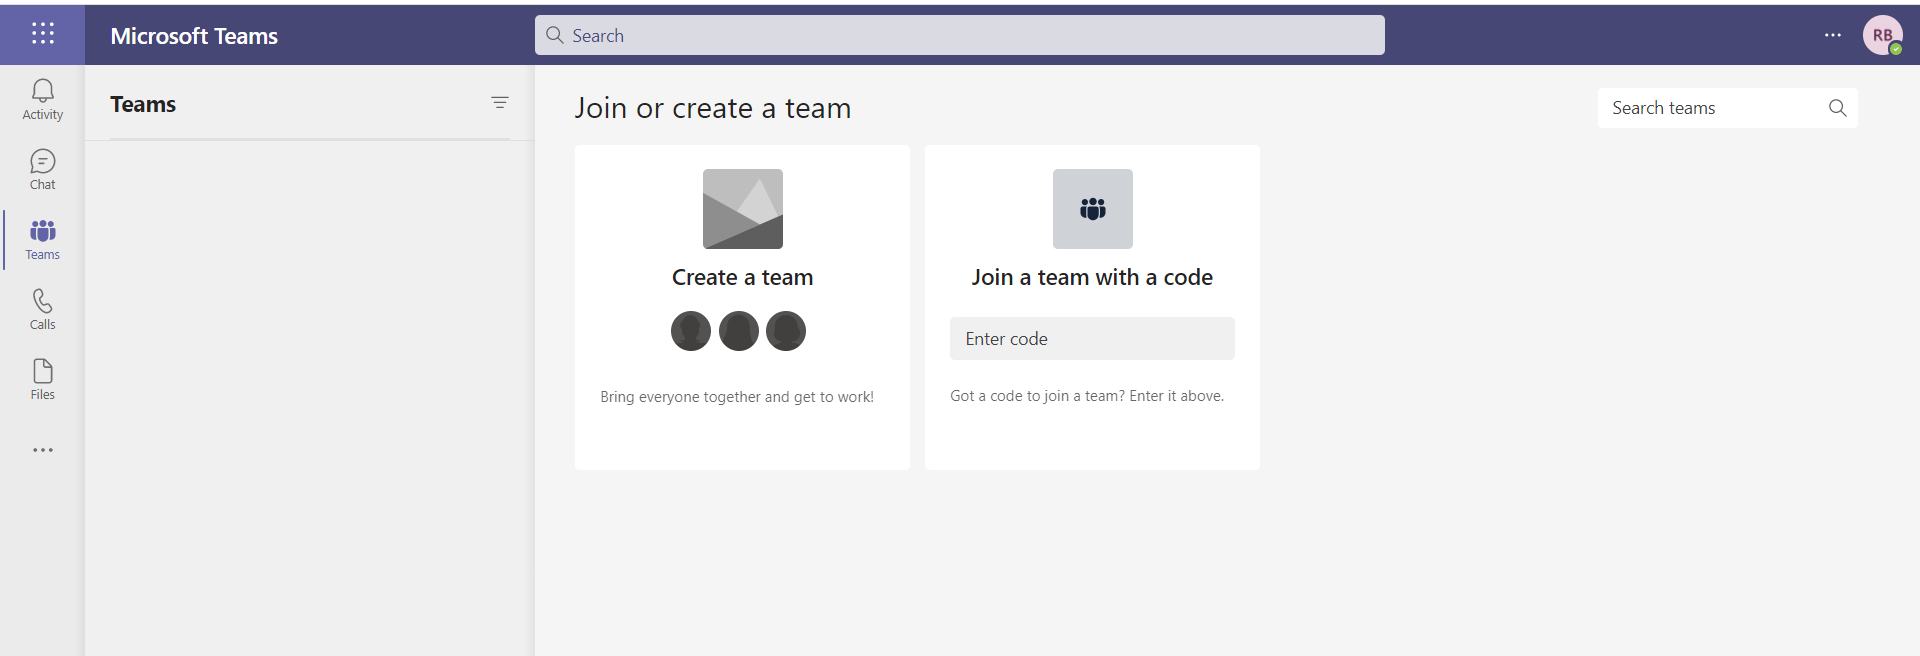 Microsoft Teams
Search
RB
Activity
Chat
Teams
Calls
Files
Teams
Join or create a team
Search teams
Create a team
Bring everyone together and get to work!
Join a team with a code
Enter code
Got a code to join a team? Enter it above.